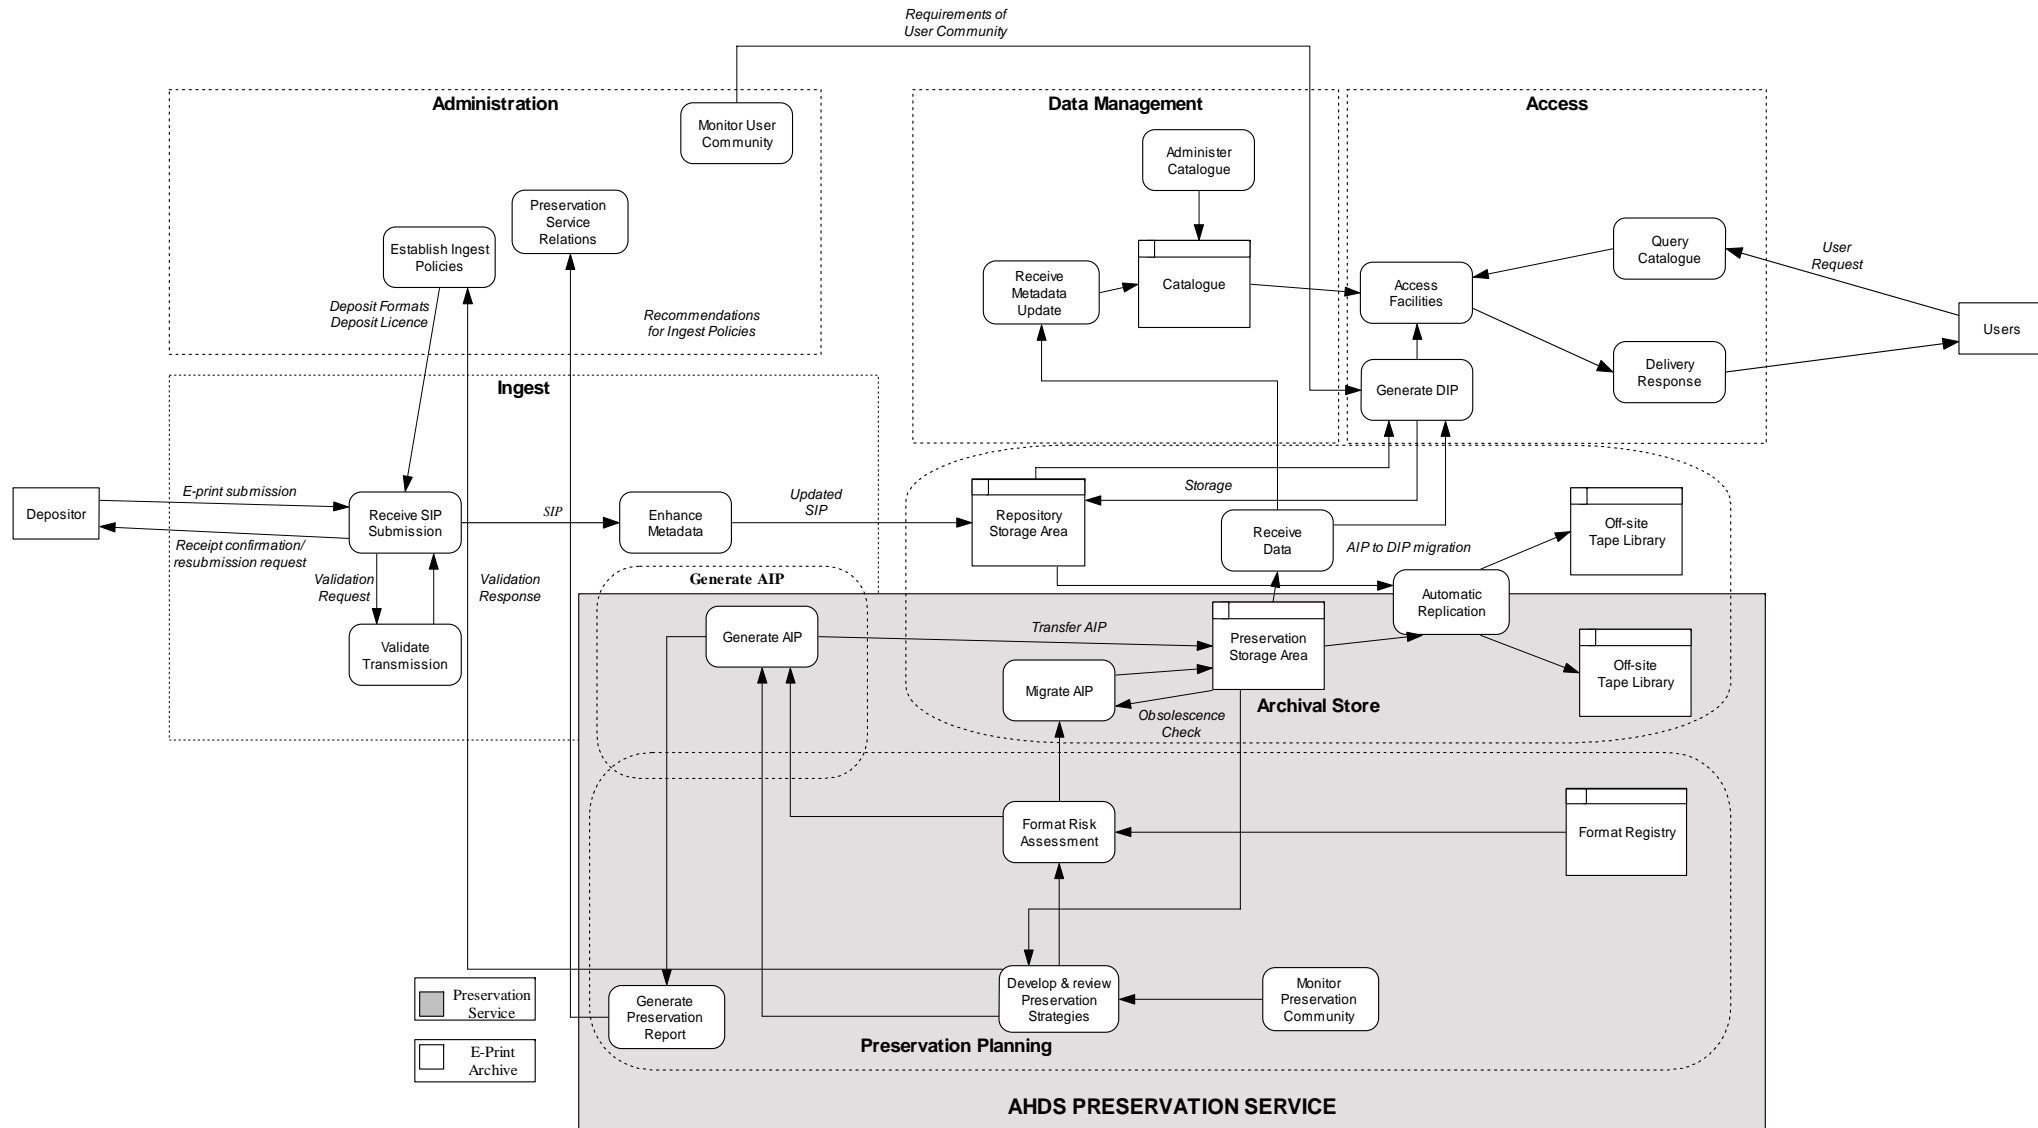 Requirements of
User Community
Administration
Monitor User
Community
Preservation
Service
Relations
Establish Ingest
Policies
Deposit Formats
Deposit Licence
Recommendations
for Ingest Policies
Data Management
Administer
Catalogue
Receive
Metadata
Update
Catalogue
Access
Query
Catalogue
Access
Facilities
Delivery
Response
Generate DIP
User
Request
Users
Ingest
Depositor
E-print submission
Receipt confirmation/
resubmission request
Receive SIP
Submission
SIP
Enhance
Metadata
Updated
SIP
Validation
Request
Validation
Response
Validate
Transmission
Repository
Storage Area
Storage
Receive
Data
AIP to DIP migration
Off-site
Tape Library
Automatic
Replication
Generate AIP
Generate AIP
Transfer AIP
Preservation
Storage Area
Off-site
Tape Library
Migrate AIP
Obsolescence
Check
Archival Store
Format Risk
Assessment
Format Registry
Develop & review
Preservation
Strategies
Monitor
Preservation
Community
Generate
Preservation
Report
Preservation Planning
Preservation
Service
E-Print
Archive
AHDS PRESERVATION SERVICE